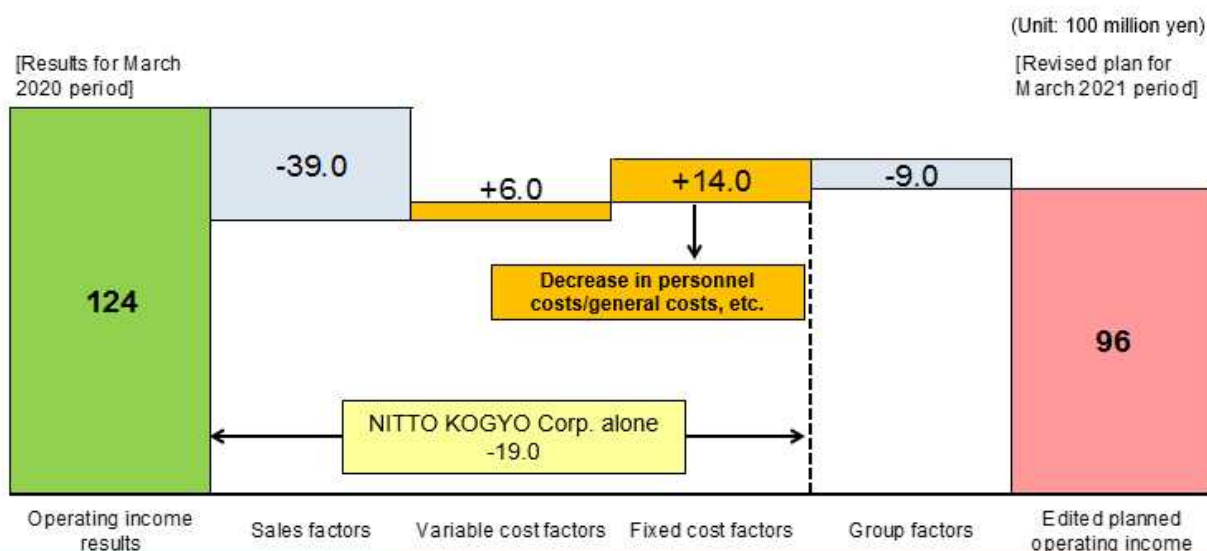 (Unit: 100 million yen)
[Results for March
2020 period]
[Revised plan for
March 2021 period]
-39.0
+6.0
+14.0
-9.0
Decrease in personnel
costs/general costs, etc.
124
96
NITTO KOGYO Corp. alone
-19.0
Operating income
results
Sales factors
Variable cost factors
Fixed cost factors
Group factors
Edited planned
operating income